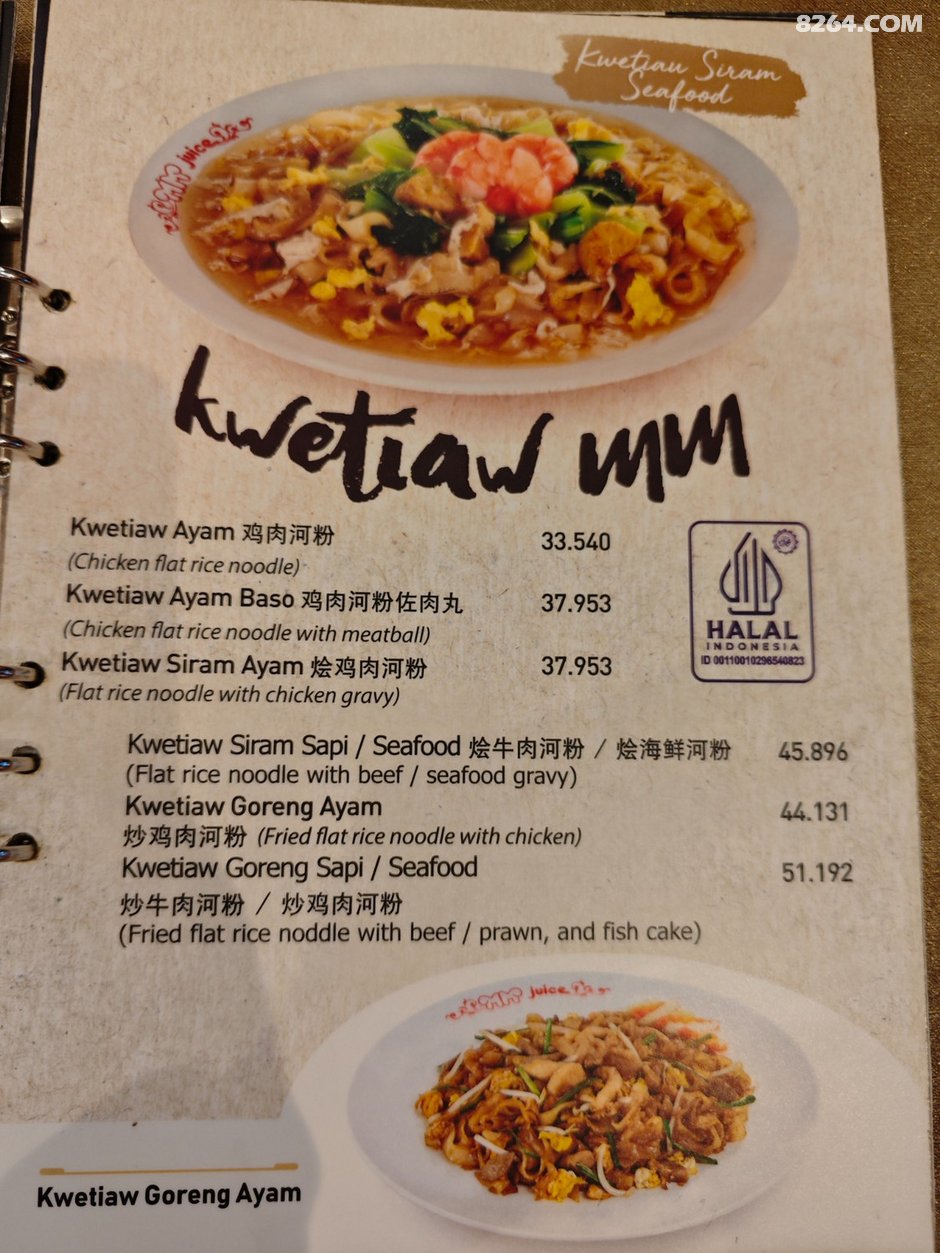 8264.COM
Kwetiau Siram
Seafood
juice
kwetiaw mm
Kwetiaw Ayam 鸡肉河粉 33.540
(Chicken flat rice noodle)
Kwetiaw Ayam Baso 鸡肉河粉佐肉丸 37.953
(Chicken flat rice noodle with meatball)
Kwetiaw Siram Ayam 烩鸡肉河粉 37.953
(Flat rice noodle with chicken gravy)
HALAL
INDONESIA
ID 00110010296540823
Kwetiaw Siram Sapi / Seafood 烩牛肉河粉 / 烩海鲜河粉 45.896
(Flat rice noodle with beef / seafood gravy)
Kwetiaw Goreng Ayam 44.131
炒鸡肉河粉 (Fried flat rice noodle with chicken)
Kwetiaw Goreng Sapi / Seafood 51.192
炒牛肉河粉 / 炒鸡肉河粉
(Fried flat rice noddle with beef / prawn, and fish cake)
juice
Kwetiaw Goreng Ayam